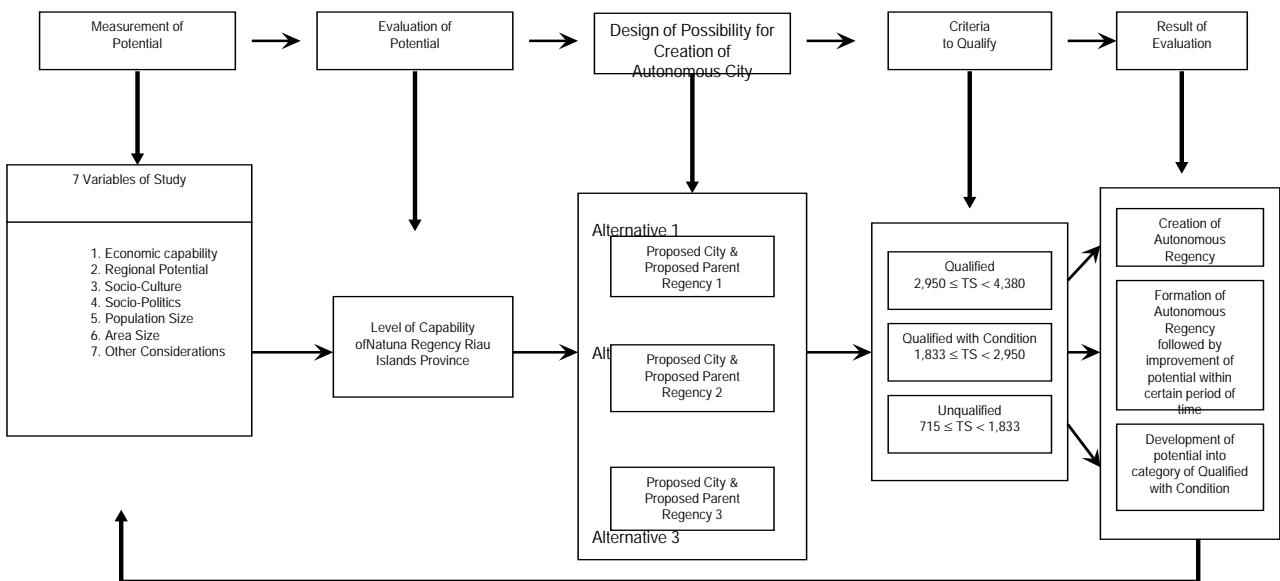 Measurement of
Potential
Evaluation of
Potential
Design of Possibility for
Creation of
Autonomous City
Criteria
to Qualify
Result of
Evaluation
7 Variables of Study
1. Economic capability
2. Regional Potential
3. Socio-Culture
4. Socio-Politics
5. Population Size
6. Area Size
7. Other Considerations
Level of Capability
ofNatuna Regency Riau
Islands Province
Alternative 1
Proposed City &
Proposed Parent
Regency 1
Proposed City &
Proposed Parent
Regency 2
Proposed City &
Proposed Parent
Regency 3
Alternative 3
Qualified
2,950 ≤ TS < 4,380
Qualified with Condition
1,833 ≤ TS < 2,950
Unqualified
715 ≤ TS < 1,833
Creation of
Autonomous
Regency
Formation of
Autonomous
Regency
followed by
improvement of
potential within
certain period of
time
Development of
potential into
category of Qualified
with Condition